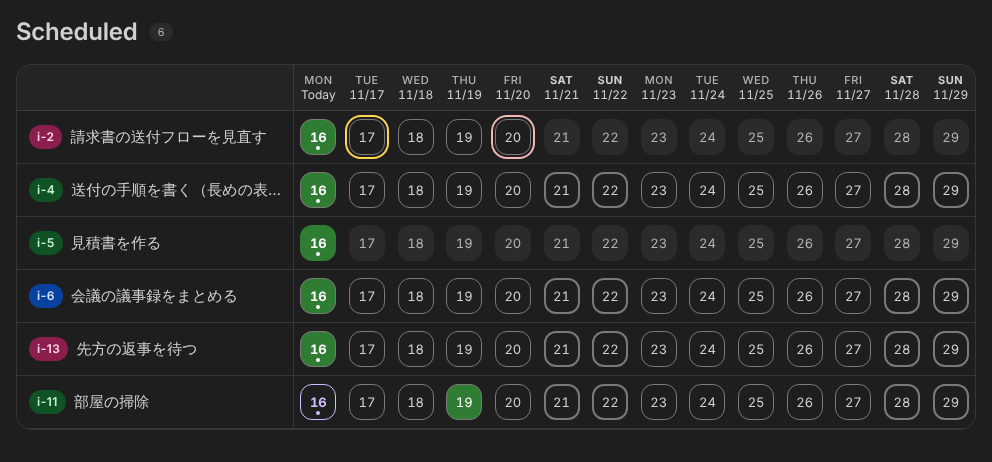 Scheduled 6
MON TUE WED THU FRI SAT SUN MON TUE WED THU FRI SAT SUN
Today 11/17 11/18 11/19 11/20 11/21 11/22 11/23 11/24 11/25 11/26 11/27 11/28 11/29
i-2 請求書の送付フローを見直す 16 17 18 19 20 21 22 23 24 25 26 27 28 29
i-4 送付の手順を書く（長めの表... 16 17 18 19 20 21 22 23 24 25 26 27 28 29
i-5 見積書を作る 16 17 18 19 20 21 22 23 24 25 26 27 28 29
i-6 会議の議事録をまとめる 16 17 18 19 20 21 22 23 24 25 26 27 28 29
i-13 先方の返事を待つ 16 17 18 19 20 21 22 23 24 25 26 27 28 29
i-11 部屋の掃除 16 17 18 19 20 21 22 23 24 25 26 27 28 29